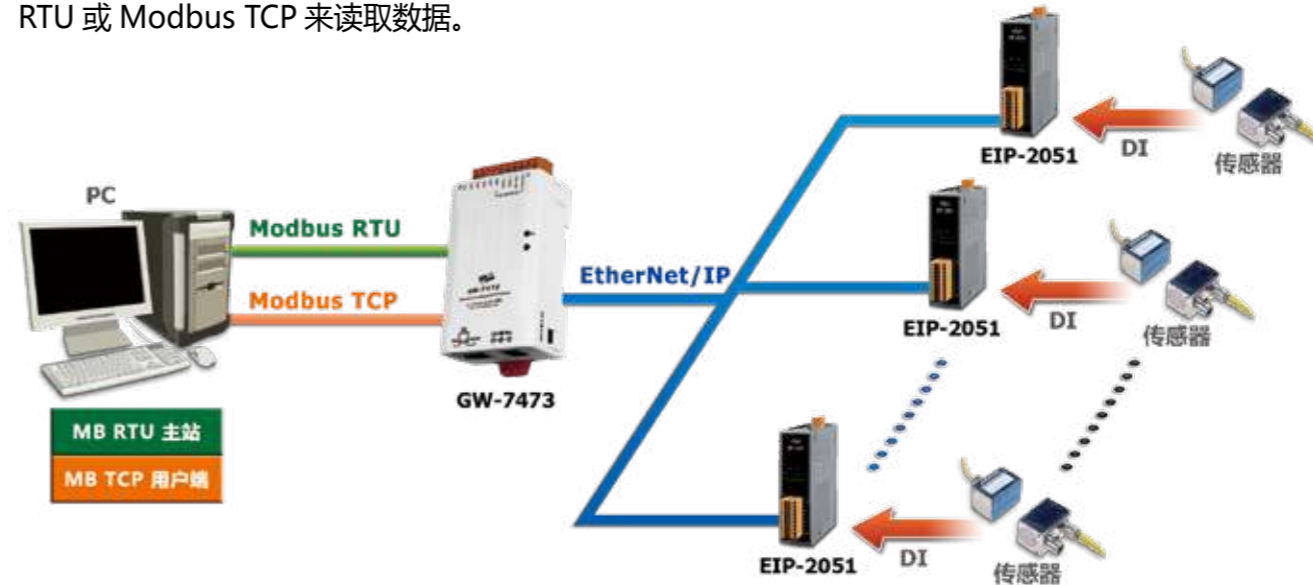 RTU 或 Modbus TCP 来读取数据。
PC
Modbus RTU
Modbus TCP
MB RTU 主站
MB TCP 用户端
GW-7473
EtherNet/IP
EIP-2051
DI
传感器
EIP-2051
DI
传感器
EIP-2051
DI
传感器